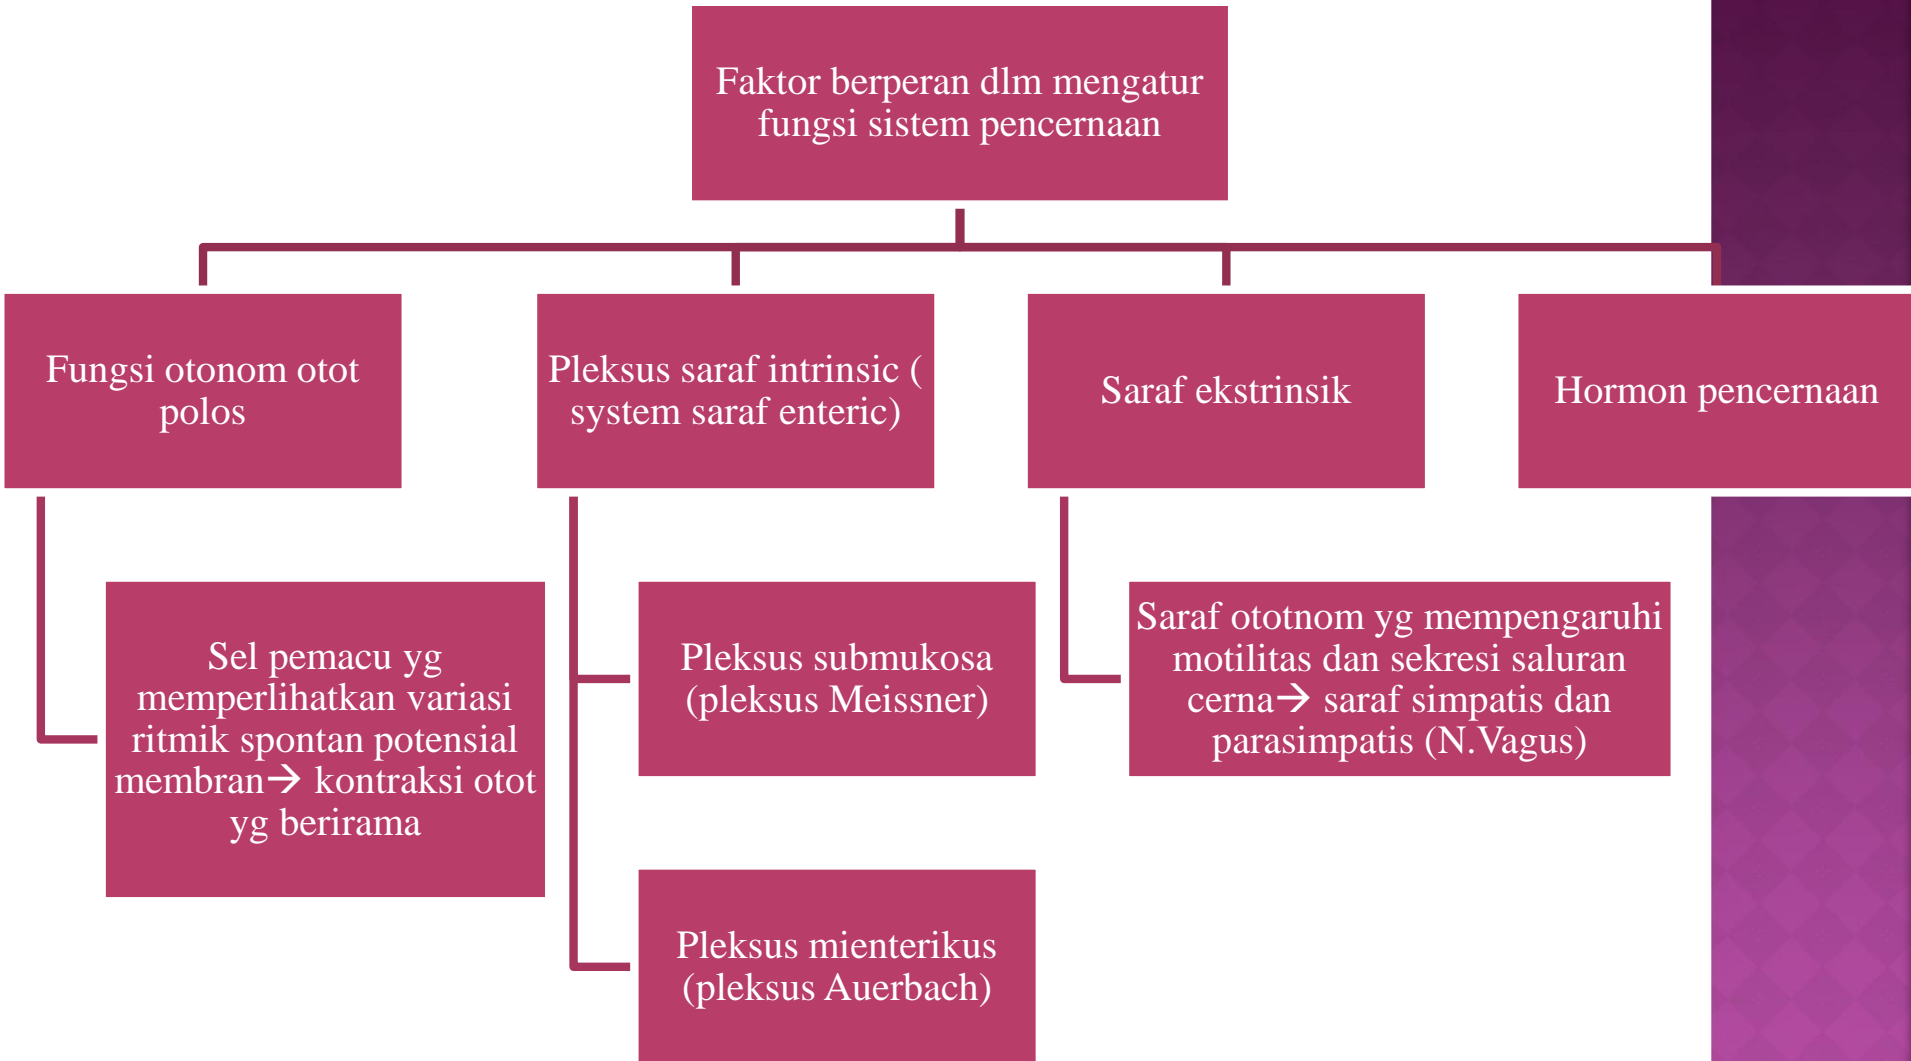 Faktor berperan dlm mengatur
fungsi sistem pencernaan
Fungsi otonom otot
polos
Pleksus saraf intrinsic (
system saraf enteric)
Saraf ekstrinsik
Hormon pencernaan
Sel pemacu yg
memperlihatkan variasi
ritmik spontan potensial
membran→ kontraksi otot
yg berirama
Pleksus submukosa
(pleksus Meissner)
Saraf ototnom yg mempengaruhi
motilitas dan sekresi saluran
cerna→ saraf simpatis dan
parasimpatis (N.Vagus)
Pleksus mienterikus
(pleksus Auerbach)